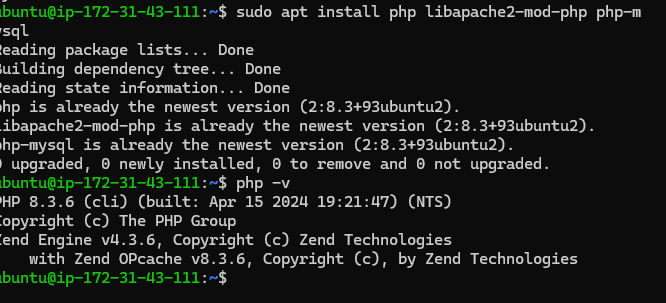 ubuntu@ip-172-31-43-111:~$ sudo apt install php libapache2-mod-php php-m
ysql
Reading package lists... Done
Building dependency tree... Done
Reading state information... Done
php is already the newest version (2:8.3+93ubuntu2).
libapache2-mod-php is already the newest version (2:8.3+93ubuntu2).
php-mysql is already the newest version (2:8.3+93ubuntu2).
0 upgraded, 0 newly installed, 0 to remove and 0 not upgraded.
ubuntu@ip-172-31-43-111:~$ php -v
PHP 8.3.6 (cli) (built: Apr 15 2024 19:21:47) (NTS)
Copyright (c) The PHP Group
Zend Engine v4.3.6, Copyright (c) Zend Technologies
    with Zend OPcache v8.3.6, Copyright (c), by Zend Technologies
ubuntu@ip-172-31-43-111:~$